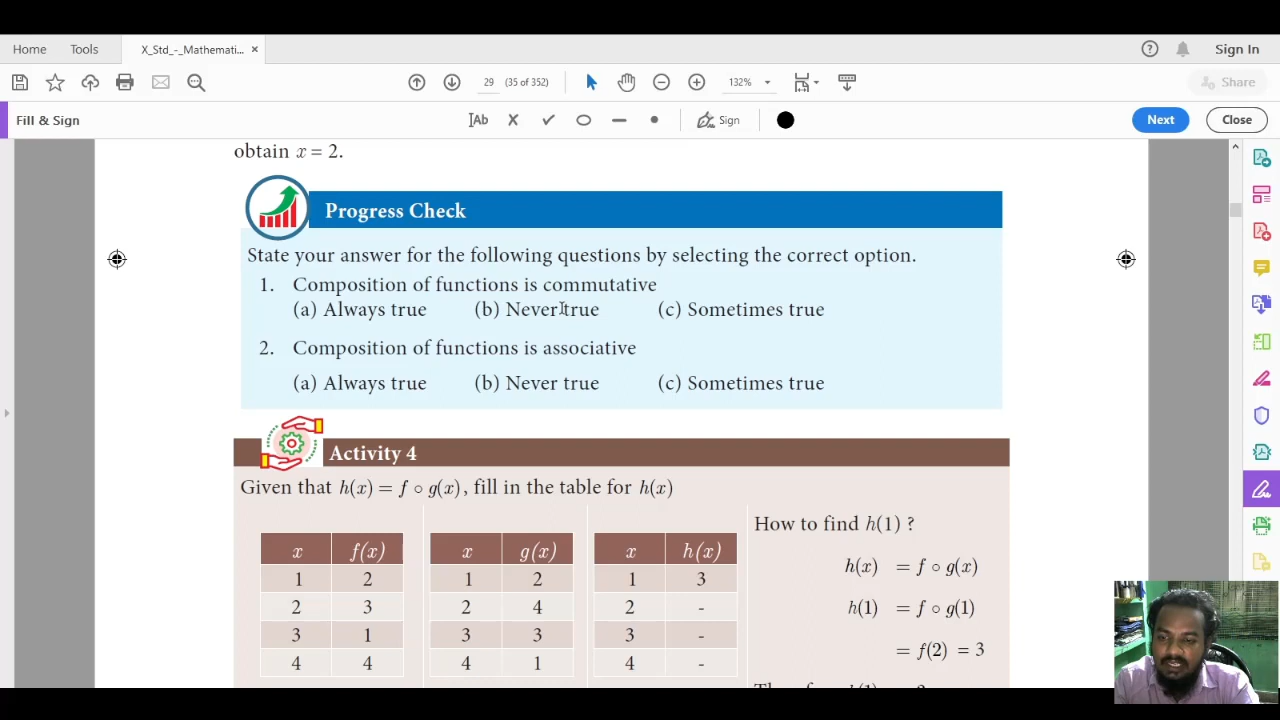 Home Tools X_Std_-_Mathemati... × Sign In
29 (35 of 352) 132% Share
Fill & Sign Ab Sign Next Close
obtain x = 2.
Progress Check
State your answer for the following questions by selecting the correct option.
1. Composition of functions is commutative
(a) Always true (b) Never true (c) Sometimes true
2. Composition of functions is associative
(a) Always true (b) Never true (c) Sometimes true
Activity 4
Given that h(x) = f ∘ g(x), fill in the table for h(x)
How to find h(1) ?
x f(x) x g(x) x h(x)
h(x) = f ∘ g(x)
1 2 1 2 1 3
2 3 2 4 2 -
h(1) = f ∘ g(1)
3 1 3 3 3 -
= f(2) = 3
4 4 4 1 4 -